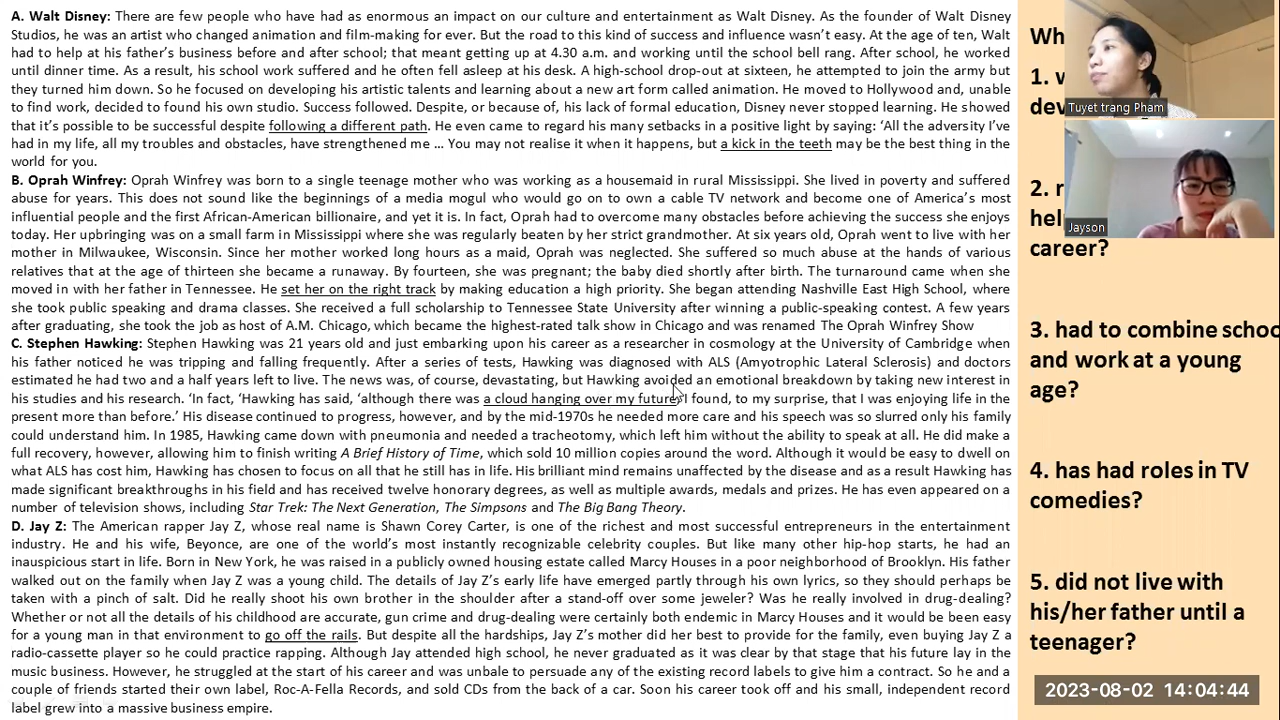 A. Walt Disney: There are few people who have had as enormous an impact on our culture and entertainment as Walt Disney. As the founder of Walt Disney
Studios, he was an artist who changed animation and film-making for ever. But the road to this kind of success and influence wasn't easy. At the age of ten, Walt
had to help at his father's business before and after school; that meant getting up at 4.30 a.m. and working until the school bell rang. After school, he worked
until dinner time. As a result, his school work suffered and he often fell asleep at his desk. A high-school drop-out at sixteen, he attempted to join the army but
they turned him down. So he focused on developing his artistic talents and learning about a new art form called animation. He moved to Hollywood and, unable
to find work, decided to found his own studio. Success followed. Despite, or because of, his lack of formal education, Disney never stopped learning. He showed
that it's possible to be successful despite following a different path. He even came to regard his many setbacks in a positive light by saying: 'All the adversity I've
had in my life, all my troubles and obstacles, have strengthened me ... You may not realise it when it happens, but a kick in the teeth may be the best thing in the
world for you.
B. Oprah Winfrey: Oprah Winfrey was born to a single teenage mother who was working as a housemaid in rural Mississippi. She lived in poverty and suffered
abuse for years. This does not sound like the beginnings of a media mogul who would go on to own a cable TV network and become one of America's most
influential people and the first African-American billionaire, and yet it is. In fact, Oprah had to overcome many obstacles before achieving the success she enjoys
today. Her upbringing was on a small farm in Mississippi where she was regularly beaten by her strict grandmother. At six years old, Oprah went to live with her
mother in Milwaukee, Wisconsin. Since her mother worked long hours as a maid, Oprah was neglected. She suffered so much abuse at the hands of various
relatives that at the age of thirteen she became a runaway. By fourteen, she was pregnant; the baby died shortly after birth. The turnaround came when she
moved in with her father in Tennessee. He set her on the right track by making education a high priority. She began attending Nashville East High School, where
she took public speaking and drama classes. She received a full scholarship to Tennessee State University after winning a public-speaking contest. A few years
after graduating, she took the job as host of A.M. Chicago, which became the highest-rated talk show in Chicago and was renamed The Oprah Winfrey Show
C. Stephen Hawking: Stephen Hawking was 21 years old and just embarking upon his career as a researcher in cosmology at the University of Cambridge when
his father noticed he was tripping and falling frequently. After a series of tests, Hawking was diagnosed with ALS (Amyotrophic Lateral Sclerosis) and doctors
estimated he had two and a half years left to live. The news was, of course, devastating, but Hawking avoided an emotional breakdown by taking new interest in
his studies and his research. 'In fact, 'Hawking has said, 'although there was a cloud hanging over my future, I found, to my surprise, that I was enjoying life in the
present more than before.' His disease continued to progress, however, and by the mid-1970s he needed more care and his speech was so slurred only his family
could understand him. In 1985, Hawking came down with pneumonia and needed a tracheotomy, which left him without the ability to speak at all. He did make a
full recovery, however, allowing him to finish writing A Brief History of Time, which sold 10 million copies around the word. Although it would be easy to dwell on
what ALS has cost him, Hawking has chosen to focus on all that he still has in life. His brilliant mind remains unaffected by the disease and as a result Hawking has
made significant breakthroughs in his field and has received twelve honorary degrees, as well as multiple awards, medals and prizes. He has even appeared on a
number of television shows, including Star Trek: The Next Generation, The Simpsons and The Big Bang Theory.
D. Jay Z: The American rapper Jay Z, whose real name is Shawn Corey Carter, is one of the richest and most successful entrepreneurs in the entertainment
industry. He and his wife, Beyonce, are one of the world's most instantly recognizable celebrity couples. But like many other hip-hop starts, he had an
inauspicious start in life. Born in New York, he was raised in a publicly owned housing estate called Marcy Houses in a poor neighborhood of Brooklyn. His father
walked out on the family when Jay Z was a young child. The details of Jay Z's early life have emerged partly through his own lyrics, so they should perhaps be
taken with a pinch of salt. Did he really shoot his own brother in the shoulder after a stand-off over some jeweler? Was he really involved in drug-dealing?
Whether or not all the details of his childhood are accurate, gun crime and drug-dealing were certainly both endemic in Marcy Houses and it would be been easy
for a young man in that environment to go off the rails. But despite all the hardships, Jay Z's mother did her best to provide for the family, even buying Jay Z a
radio-cassette player so he could practice rapping. Although Jay attended high school, he never graduated as it was clear by that stage that his future lay in the
music business. However, he struggled at the start of his career and was unbale to persuade any of the existing record labels to give him a contract. So he and a
couple of friends started their own label, Roc-A-Fella Records, and sold CDs from the back of a car. Soon his career took off and his small, independent record
label grew into a massive business empire.
Wh
1.
dev
2.
hel
career?
3. had to combine schoo
and work at a young
age?
4. has had roles in TV
comedies?
5. did not live with
his/her father until a
teenager?
Tuyet trang Pham
Jayson
2023-08-02 14:04:44